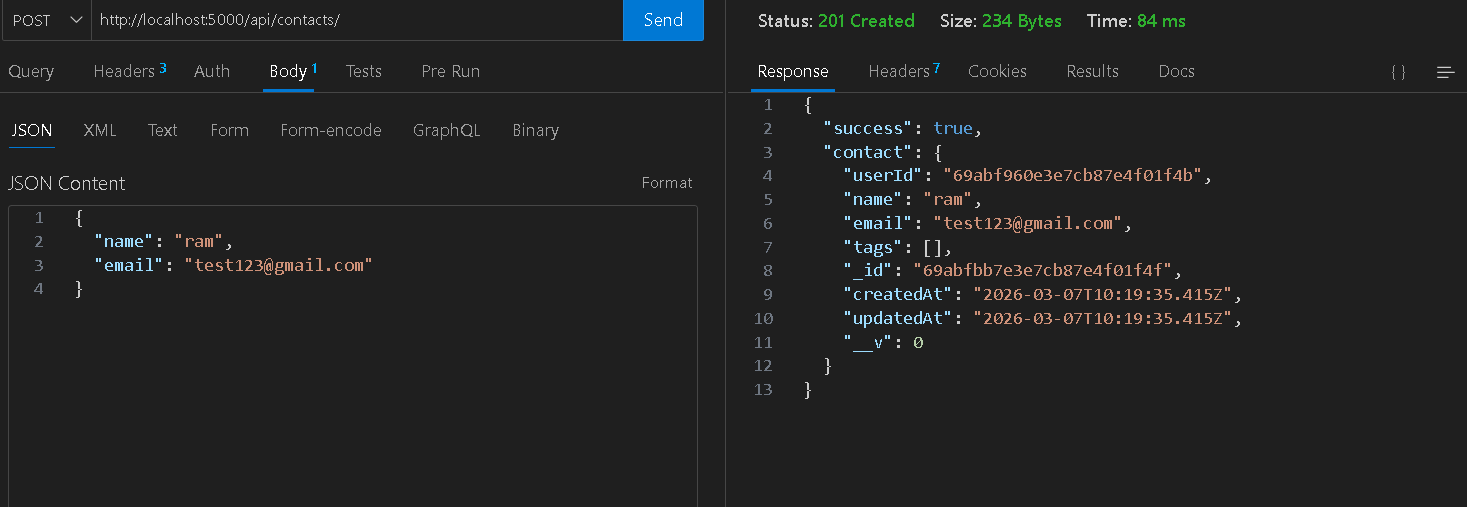 POST http://localhost:5000/api/contacts/ Send
Query Headers 3 Auth Body 1 Tests Pre Run
JSON XML Text Form Form-encode GraphQL Binary
JSON Content Format
1 {
2 "name": "ram",
3 "email": "test123@gmail.com"
4 }
Status: 201 Created Size: 234 Bytes Time: 84 ms
Response Headers 7 Cookies Results Docs { }
1 {
2 "success": true,
3 "contact": {
4 "userId": "69abf960e3e7cb87e4f01f4b",
5 "name": "ram",
6 "email": "test123@gmail.com",
7 "tags": [],
8 "_id": "69abfbb7e3e7cb87e4f01f4f",
9 "createdAt": "2026-03-07T10:19:35.415Z",
10 "updatedAt": "2026-03-07T10:19:35.415Z",
11 "__v": 0
12 }
13 }